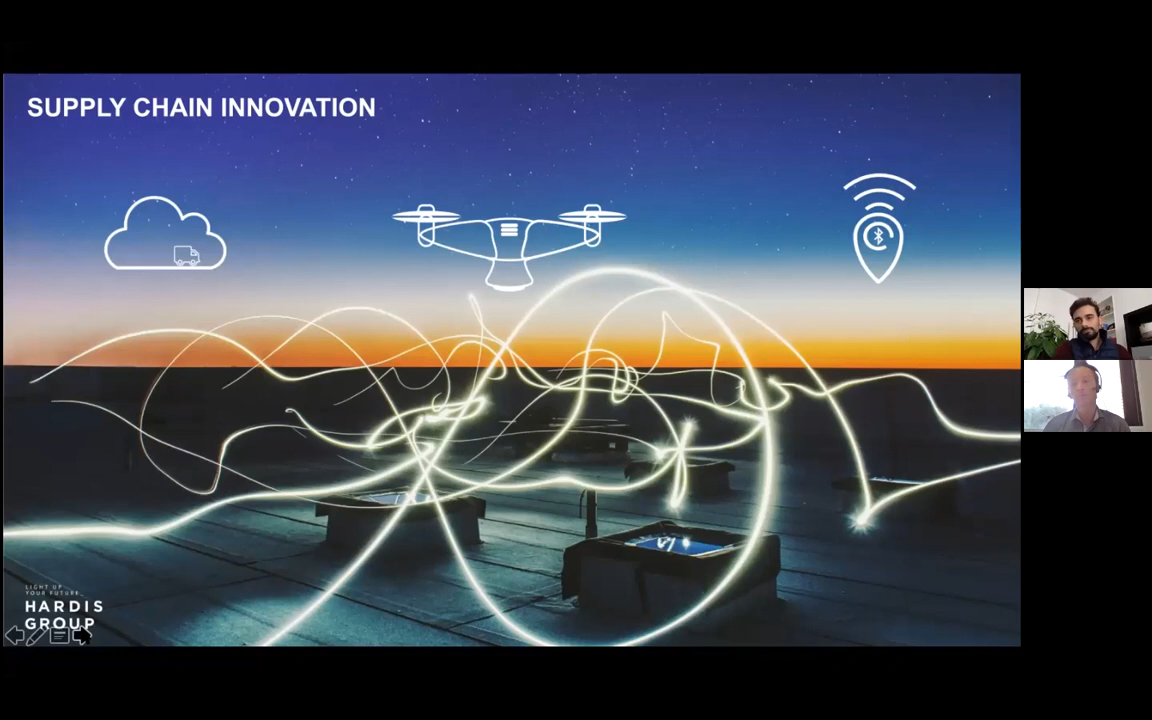 SUPPLY CHAIN INNOVATION
LIGHT UP
YOUR FUTURE
HARDIS
GROUP